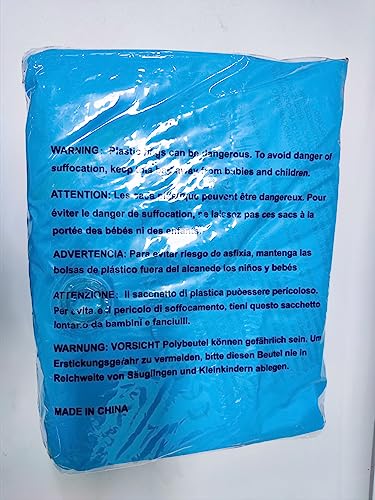 WARNING: Plastic bags can be dangerous. To avoid danger of
suffocation, keep this bag away from babies and children.
ATTENTION: Les sacs plastique peuvent être dangereux. Pour
éviter le danger de suffocation, ne laissez pas ces sacs à la
portée des bébés ni des enfants.
ADVERTENCIA: Para evitar riesgo de asfixia, mantenga las
bolsas de plástico fuera del alcanedo los niños y bebés
ATTENZIONE: Il sacchetto di plastica puòessere pericoloso.
Per evitare il pericolo di soffocamento, tieni questo sacchetto
lontano da bambini e fanciulli.
WARNUNG: VORSICHT Polybeutel können gefährlich sein. Um
Erstickungsgefahr zu vermeiden, bitte diesen Beutel nie in
Reichweite von Säuglingen und Kleinkindern ablegen.
MADE IN CHINA